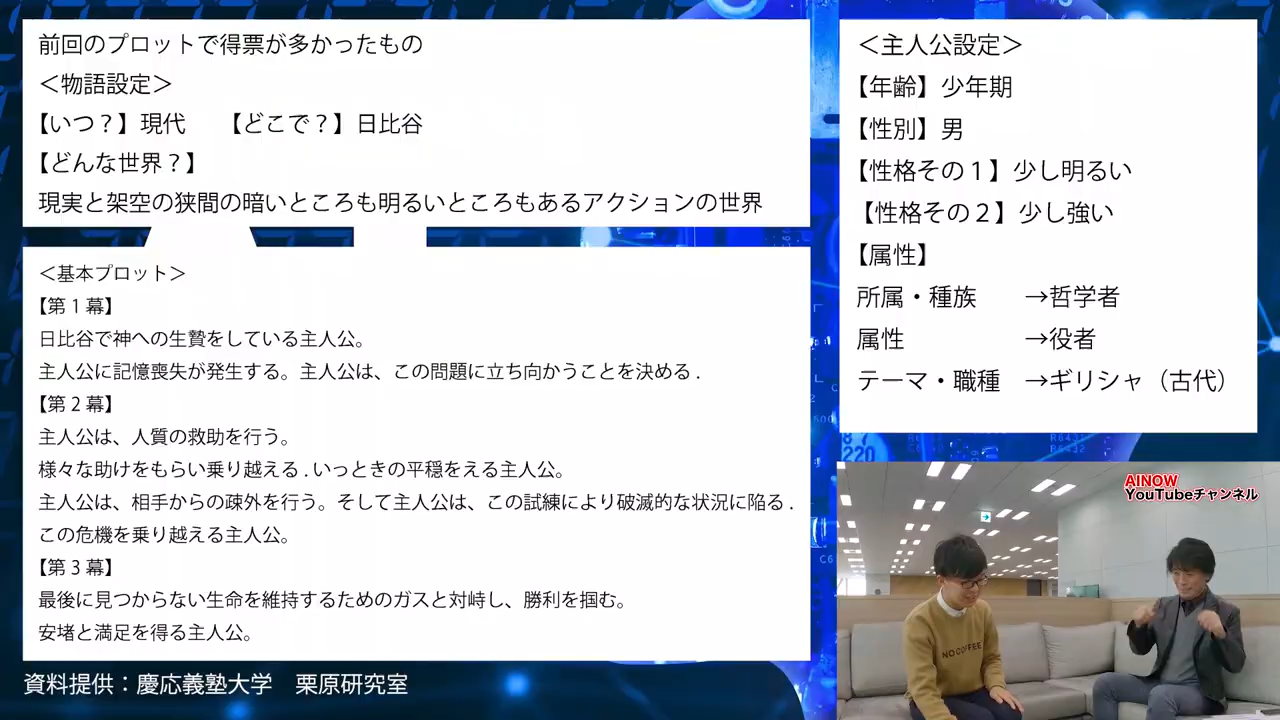 前回のプロットで得票が多かったもの
＜物語設定＞
【いつ？】現代　【どこで？】日比谷
【どんな世界？】
現実と架空の狭間の暗いところも明るいところもあるアクションの世界
＜基本プロット＞
【第１幕】
日比谷で神への生贄をしている主人公。
主人公に記憶喪失が発生する。主人公は、この問題に立ち向かうことを決める.
【第２幕】
主人公は、人質の救助を行う。
様々な助けをもらい乗り越える.いっときの平穏をえる主人公。
主人公は、相手からの疎外を行う。そして主人公は、この試練により破滅的な状況に陥る.
この危機を乗り越える主人公。
【第３幕】
最後に見つからない生命を維持するためのガスと対峙し、勝利を掴む。
安堵と満足を得る主人公。
資料提供：慶応義塾大学　栗原研究室
＜主人公設定＞
【年齢】少年期
【性別】男
【性格その１】少し明るい
【性格その２】少し強い
【属性】
所属・種族　→哲学者
属性　→役者
テーマ・職種　→ギリシャ（古代）
AINOW
YouTubeチャンネル
NO COFFEE